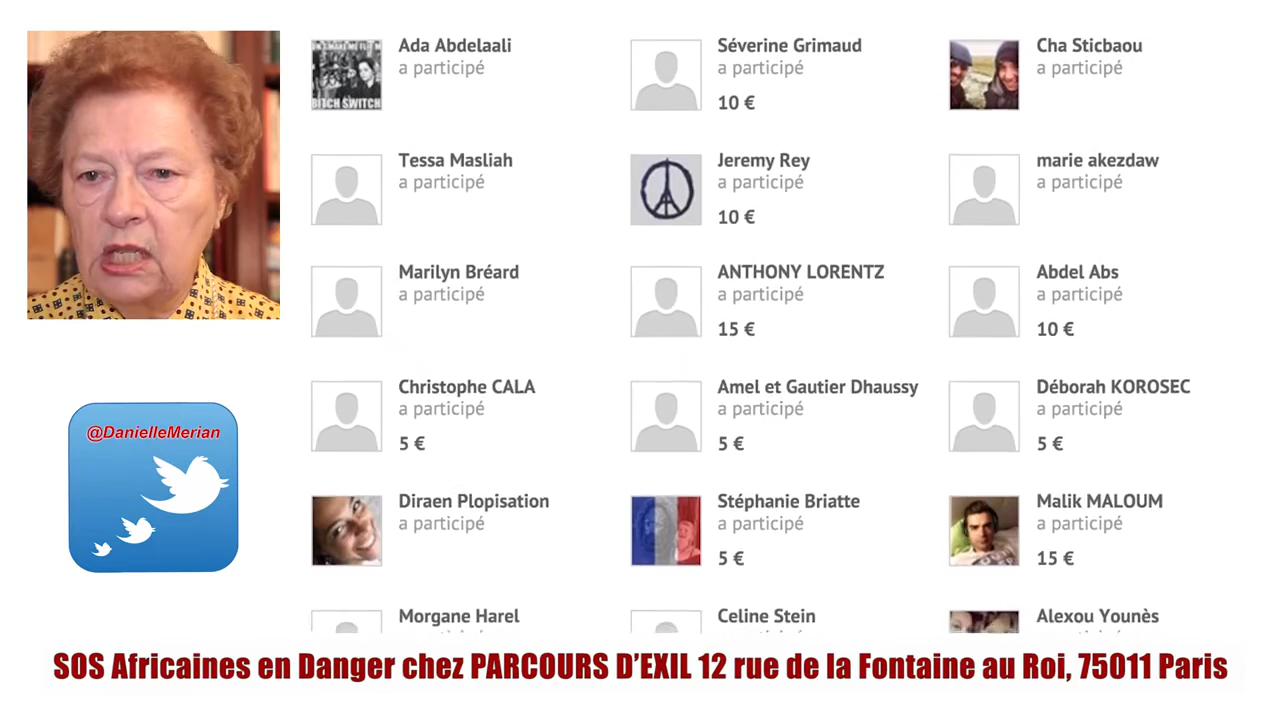 Ada Abdelaali
a participé
Séverine Grimaud
a participé
10 €
Cha Sticbaou
a participé
BITCH SWITCH
Tessa Masliah
a participé
Jeremy Rey
a participé
10 €
marie akezdaw
a participé
Marilyn Bréard
a participé
ANTHONY LORENTZ
a participé
15 €
Abdel Abs
a participé
10 €
Christophe CALA
a participé
5 €
Amel et Gautier Dhaussy
a participé
5 €
Déborah KOROSEC
a participé
5 €
@DanielleMerian
Diraen Plopisation
a participé
Stéphanie Briatte
a participé
5 €
Malik MALOUM
a participé
15 €
Morgane Harel
Celine Stein
Alexou Younès
SOS Africaines en Danger chez PARCOURS D'EXIL 12 rue de la Fontaine au Roi, 75011 Paris